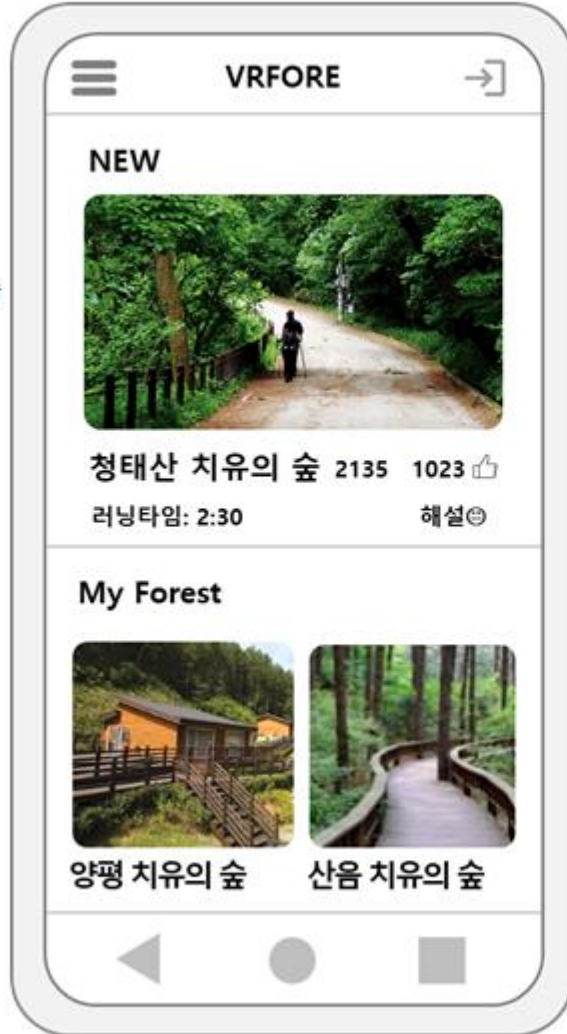 VRFORE
NEW
청태산 치유의 숲 2135 1023
러닝타임: 2:30 해설
My Forest
양평 치유의 숲 산음 치유의 숲